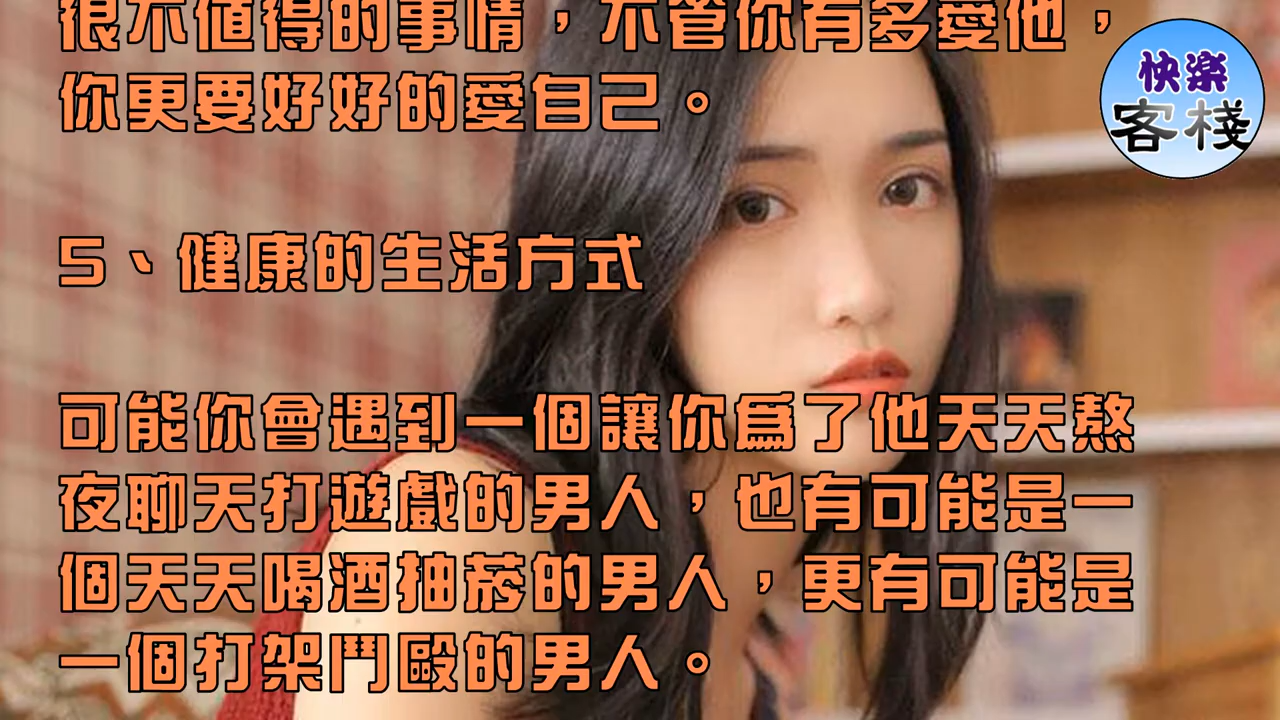 很不值得的事情，不管你有多愛他，
你更要好好的愛自己。
5、健康的生活方式
可能你會遇到一個讓你爲了他天天熬
夜聊天打遊戲的男人，也有可能是一
個天天喝酒抽菸的男人，更有可能是
一個打架鬥毆的男人。
快樂
客棧